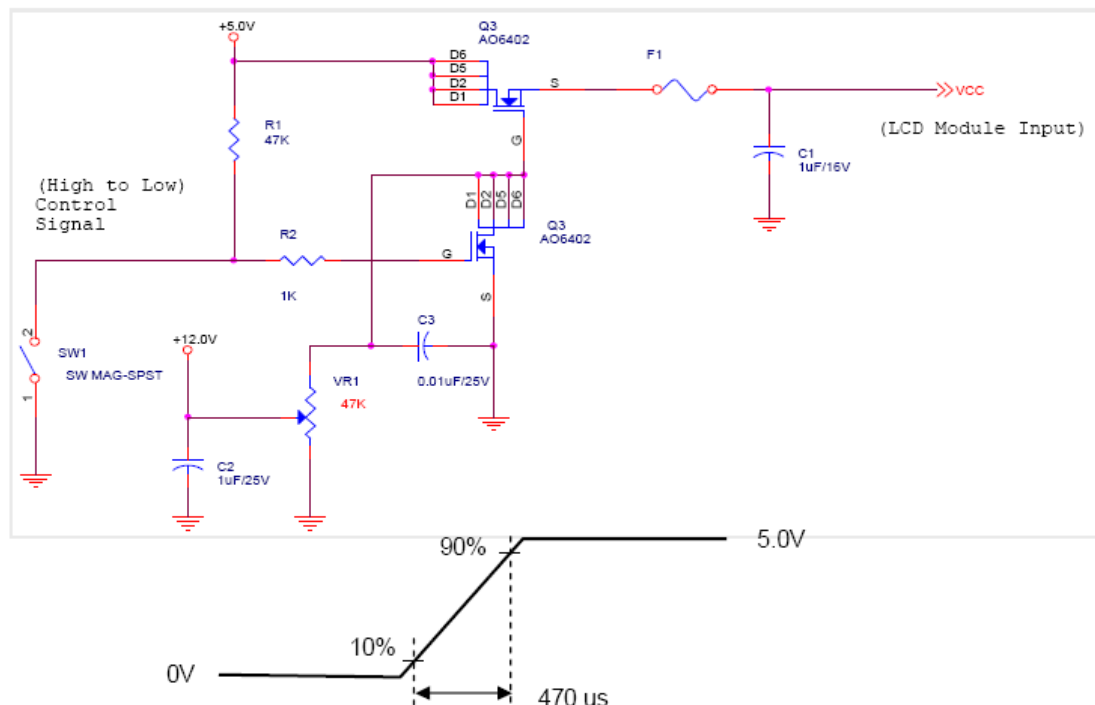 +5.0V
Q3
AO6402
D6
D5
D2
D1
S
G
F1
VCC
(LCD Module Input)
R1
47K
C1
1uF/16V
(High to Low)
Control
Signal
D1
D2
D5
D6
Q3
AO6402
R2
1K
G
S
2
SW1
SW MAG-SPST
1
+12.0V
C3
0.01uF/25V
VR1
47K
C2
1uF/25V
90%
5.0V
10%
0V
470 us